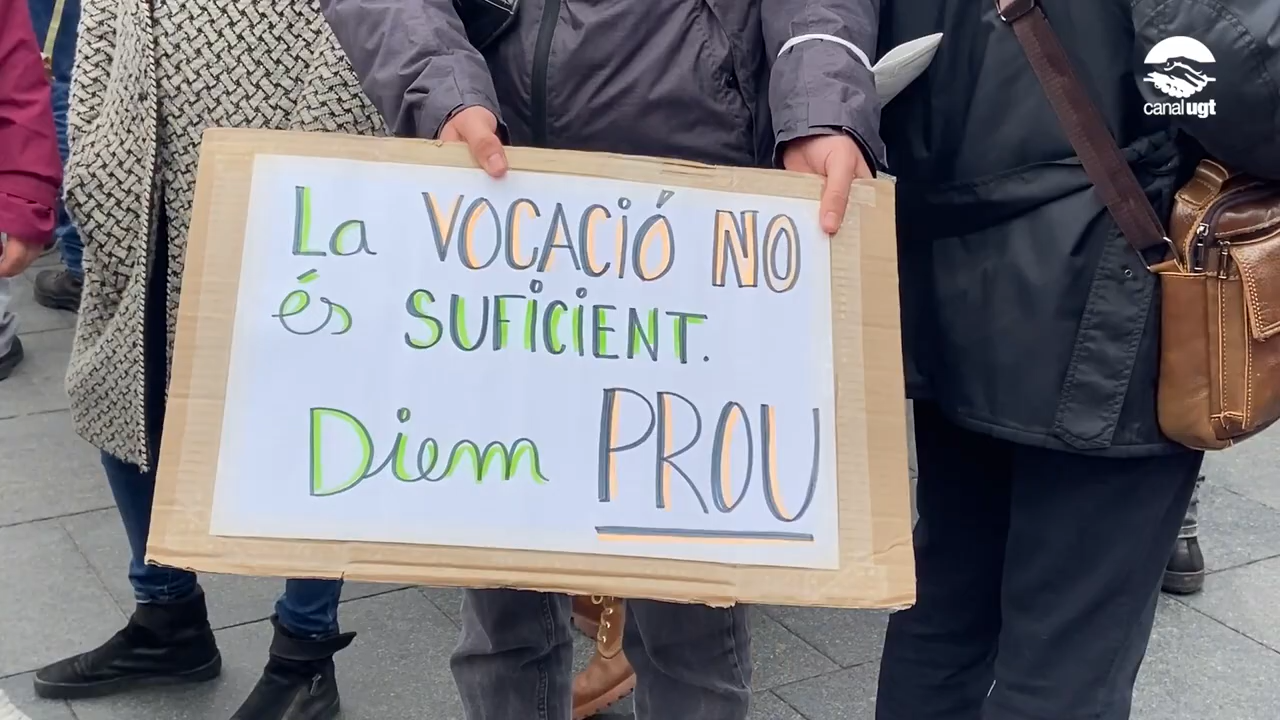 La VOCACIÓ NO
és SUFICIENT.
Diem PROU
canalugt